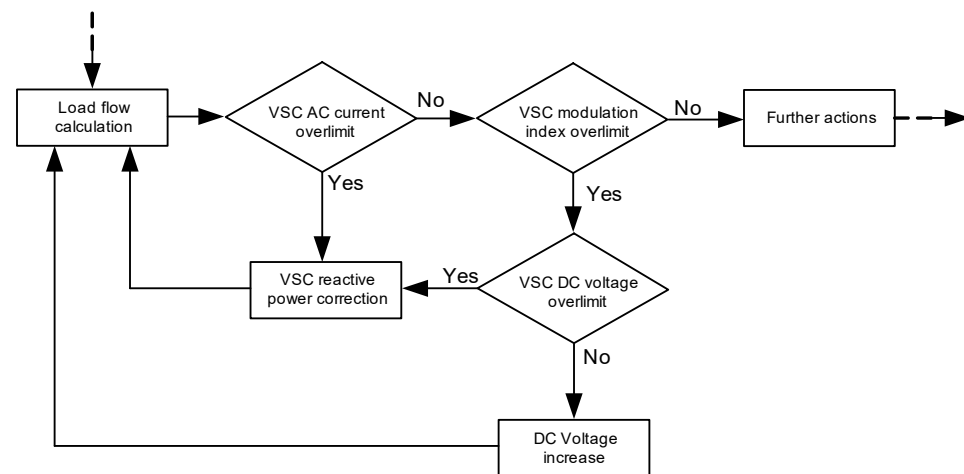 Load flow
calculation
VSC AC current
overlimit
No
VSC modulation
index overlimit
No
Further actions
Yes
Yes
VSC reactive
power correction
Yes
VSC DC voltage
overlimit
No
DC Voltage
increase